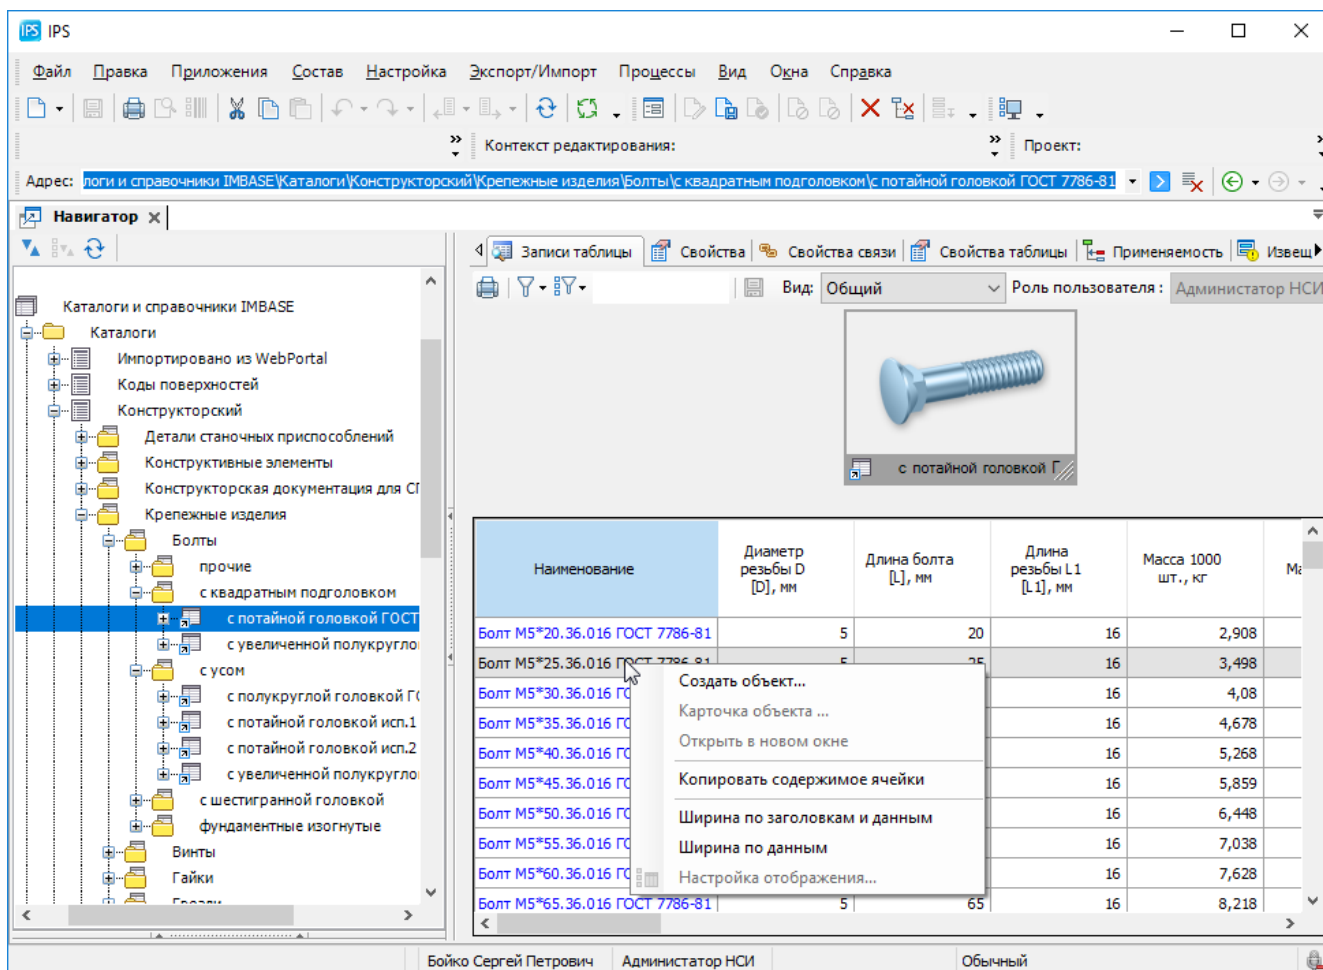 IPS IPS
Файл Правка Приложения Состав Настройка Экспорт/Импорт Процессы Вид Окна Справка
Контекст редактирования: Проект:
Адрес: логи и справочники IMBASE\Каталоги\Конструкторский\Крепежные изделия\Болты\с квадратным подголовком\с потайной головкой ГОСТ 7786-81
Навигатор
Записи таблицы Свойства Свойства связи Свойства таблицы Применяемость Извещ
Вид: Общий Роль пользователя : Администатор НСИ
Каталоги и справочники IMBASE
Каталоги
Импортировано из WebPortal
Коды поверхностей
Конструкторский
Детали станочных приспособлений
Конструктивные элементы
Конструкторская документация для СГ
Крепежные изделия
Болты
прочие
с квадратным подголовком
с потайной головкой ГОСТ
с увеличенной полукругло
с усом
с полукруглой головкой ГО
с потайной головкой исп.1
с потайной головкой исп.2
с увеличенной полукругло
с шестигранной головкой
фундаментные изогнутые
Винты
Гайки
с потайной головкой Г
Наименование
Диаметр резьбы D [D], мм
Длина болта [L], мм
Длина резьбы L1 [L1], мм
Масса 1000 шт., кг
Ма
Болт М5*20.36.016 ГОСТ 7786-81 5 20 16 2,908
Болт М5*25.36.016 ГОСТ 7786-81 5 25 16 3,498
Болт М5*30.36.016 ГО 16 4,08
Болт М5*35.36.016 ГО 16 4,678
Болт М5*40.36.016 ГО 16 5,268
Болт М5*45.36.016 ГО 16 5,859
Болт М5*50.36.016 ГО 16 6,448
Болт М5*55.36.016 ГО 16 7,038
Болт М5*60.36.016 ГО 16 7,628
Болт М5*65.36.016 ГОСТ 7786-81 5 65 16 8,218
Создать объект...
Карточка объекта ...
Открыть в новом окне
Копировать содержимое ячейки
Ширина по заголовкам и данным
Ширина по данным
Настройка отображения...
Бойко Сергей Петрович Администатор НСИ Обычный